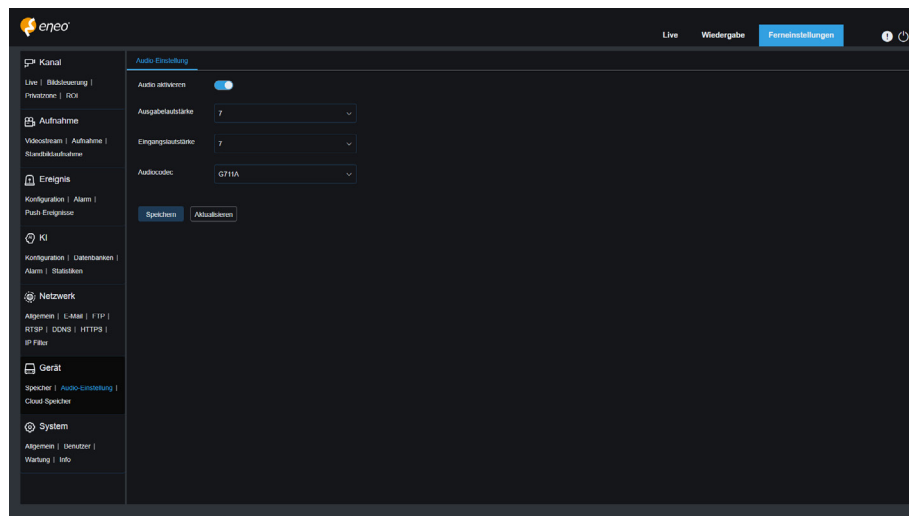 eneo
Live Wiedergabe Ferneinstellungen
Kanal
Live | Bildsteuerung |
Privatzone | ROI
Aufnahme
Videostream | Aufnahme |
Standbildaufnahme
Ereignis
Konfiguration | Alarm |
Push-Ereignisse
KI
Konfiguration | Datenbanken |
Alarm | Statistiken
Netzwerk
Allgemein | E-Mail | FTP |
RTSP | DDNS | HTTPS |
IP Filter
Gerät
Speicher | Audio-Einstellung |
Cloud-Speicher
System
Allgemein | Benutzer |
Wartung | Info
Audio Einstellung
Audio aktivieren
Ausgabelautstärke 7
Eingangslautstärke 7
Audiocodec G711A
Speichern Aktualisieren